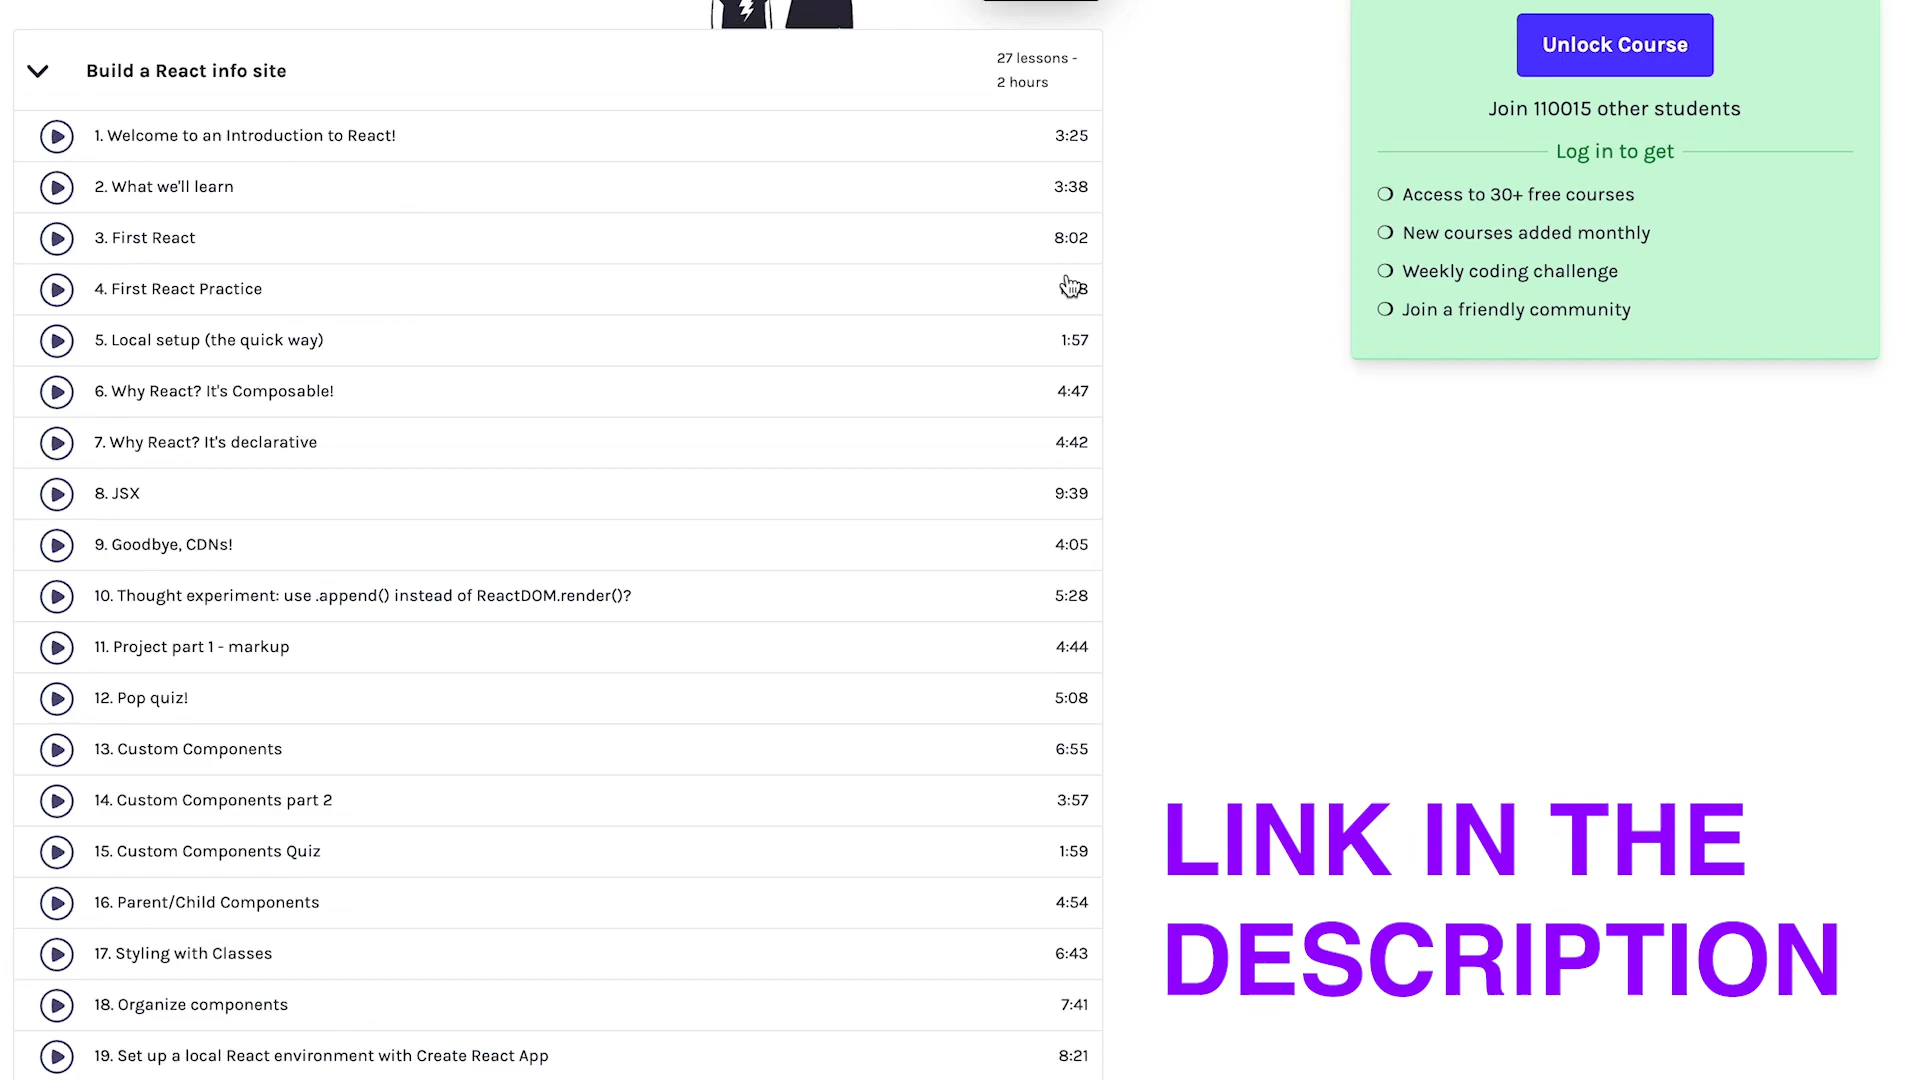 Build a React info site
27 lessons -
2 hours
1. Welcome to an Introduction to React!
3:25
2. What we'll learn
3:38
3. First React
8:02
4. First React Practice
5. Local setup (the quick way)
1:57
6. Why React? It's Composable!
4:47
7. Why React? It's declarative
4:42
8. JSX
9:39
9. Goodbye, CDNs!
4:05
10. Thought experiment: use .append() instead of ReactDOM.render()?
5:28
11. Project part 1 - markup
4:44
12. Pop quiz!
5:08
13. Custom Components
6:55
14. Custom Components part 2
3:57
15. Custom Components Quiz
1:59
16. Parent/Child Components
4:54
17. Styling with Classes
6:43
18. Organize components
7:41
19. Set up a local React environment with Create React App
8:21
Unlock Course
Join 110015 other students
Log in to get
Access to 30+ free courses
New courses added monthly
Weekly coding challenge
Join a friendly community
LINK IN THE
DESCRIPTION